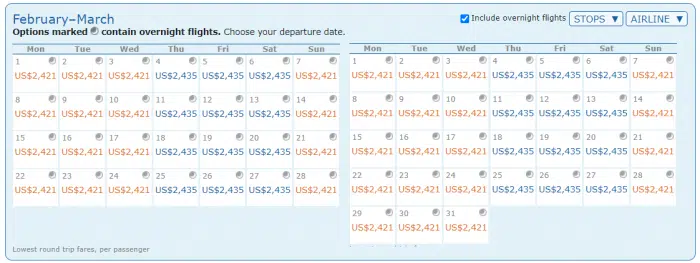 February–March
Include overnight flights STOPS ▼ AIRLINE ▼
Options marked contain overnight flights. Choose your departure date.
Mon Tue Wed Thu Fri Sat Sun
1 2 3 4 5 6 7
US$2,421 US$2,421 US$2,421 US$2,435 US$2,435 US$2,435 US$2,421
8 9 10 11 12 13 14
US$2,421 US$2,421 US$2,421 US$2,435 US$2,435 US$2,435 US$2,421
15 16 17 18 19 20 21
US$2,421 US$2,421 US$2,421 US$2,435 US$2,435 US$2,435 US$2,421
22 23 24 25 26 27 28
US$2,421 US$2,421 US$2,421 US$2,435 US$2,435 US$2,435 US$2,421
Mon Tue Wed Thu Fri Sat Sun
1 2 3 4 5 6 7
US$2,421 US$2,421 US$2,421 US$2,435 US$2,435 US$2,435 US$2,421
8 9 10 11 12 13 14
US$2,421 US$2,421 US$2,421 US$2,435 US$2,435 US$2,435 US$2,421
15 16 17 18 19 20 21
US$2,421 US$2,421 US$2,421 US$2,435 US$2,435 US$2,435 US$2,421
22 23 24 25 26 27 28
US$2,421 US$2,421 US$2,421 US$2,435 US$2,435 US$2,435 US$2,421
29 30 31
US$2,421 US$2,421 US$2,421
Lowest round trip fares, per passenger